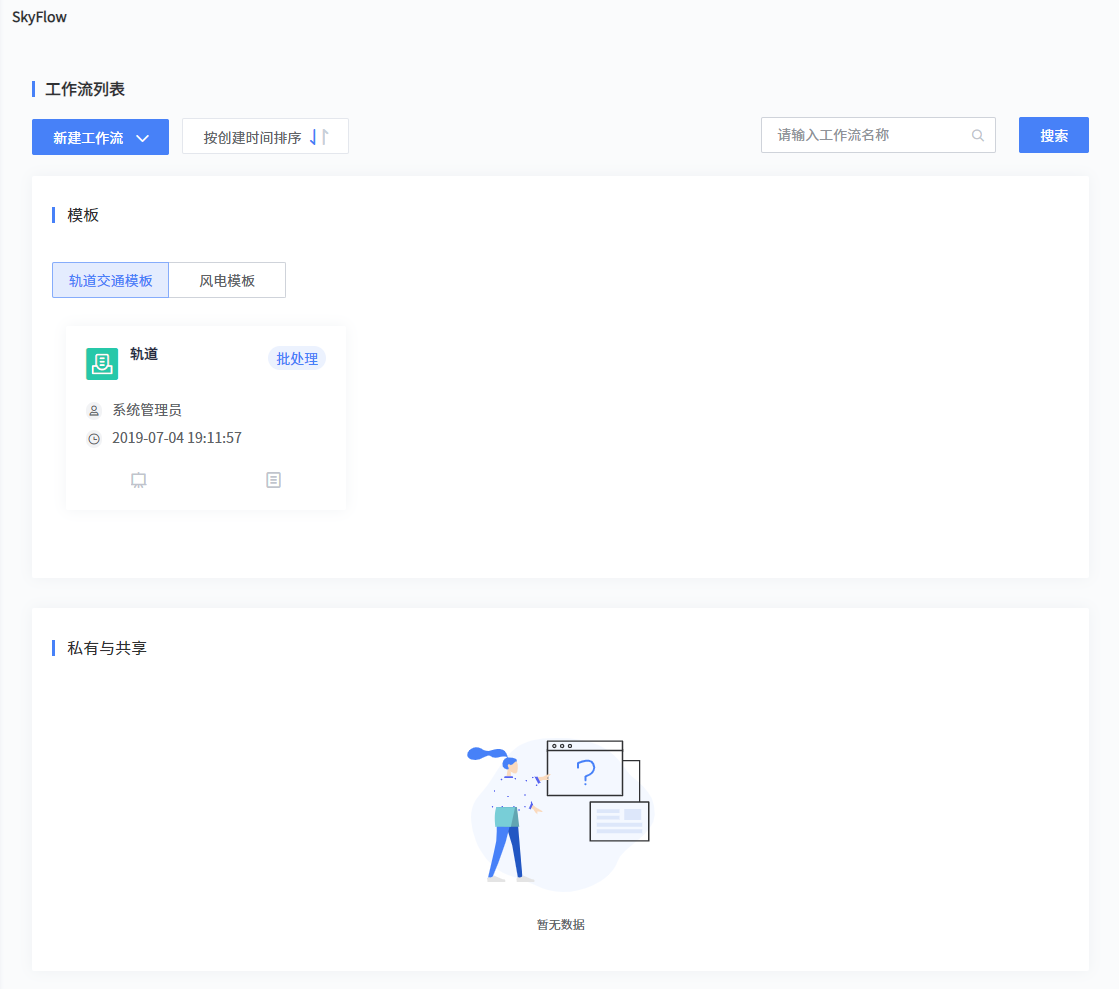 SkyFlow
工作流列表
新建工作流
按创建时间排序
请输入工作流名称
搜索
模板
轨道交通模板
风电模板
轨道
批处理
系统管理员
2019-07-04 19:11:57
私有与共享
?
暂无数据